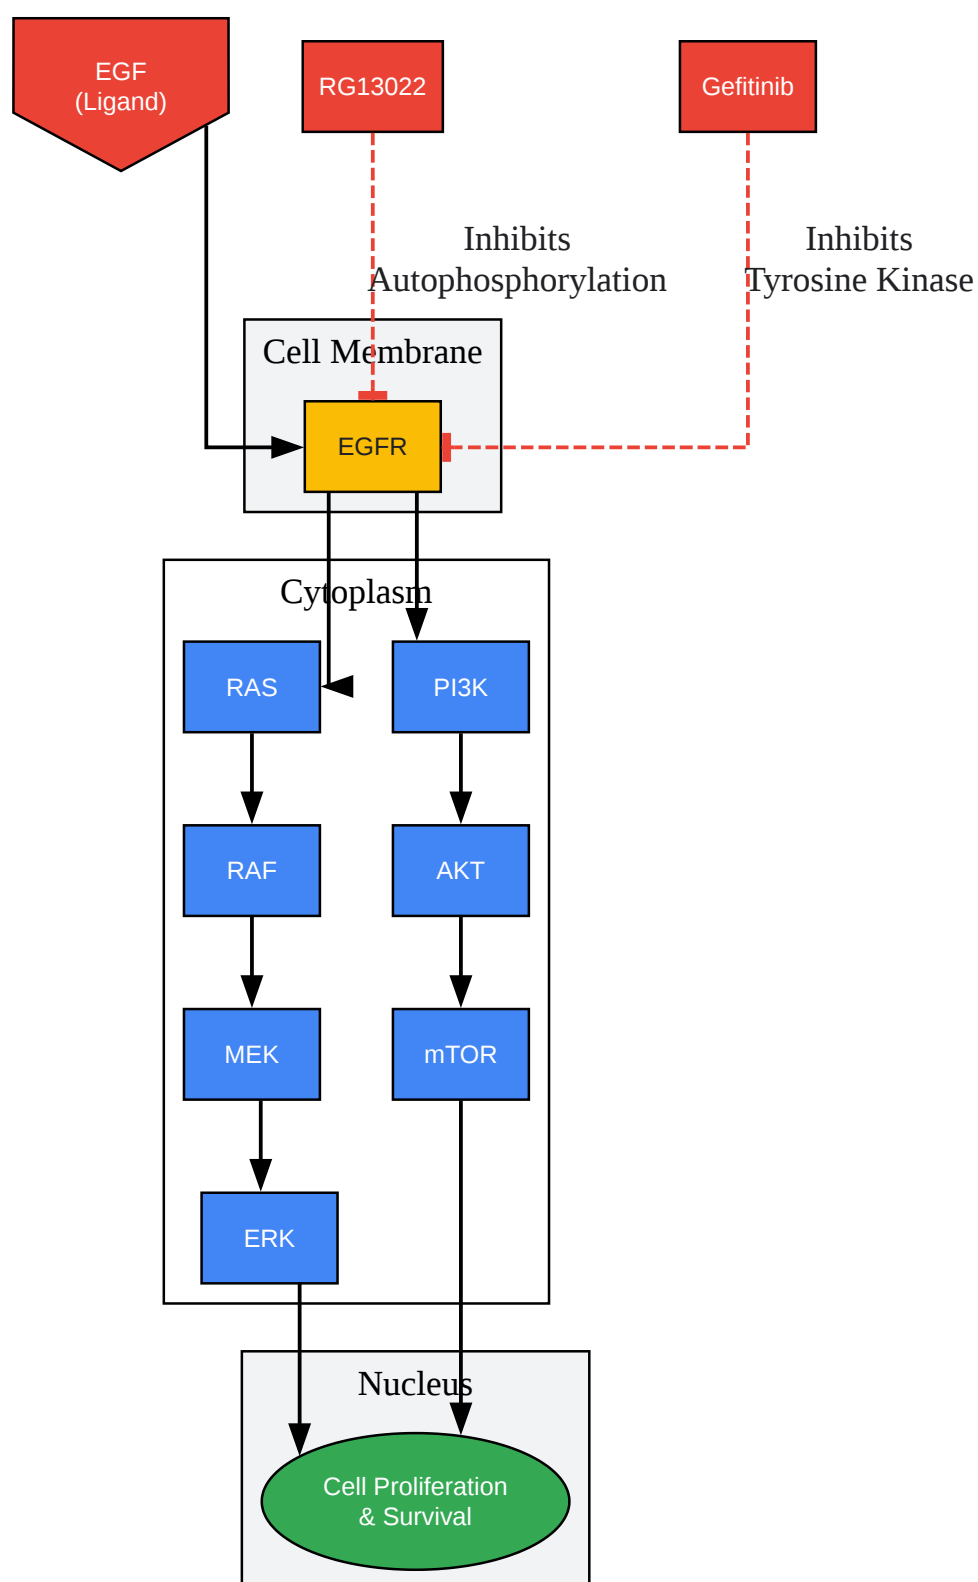 EGF
(Ligand)
RG13022
Gefitinib
Inhibits
Autophosphorylation
Inhibits
Tyrosine Kinase
Cell Membrane
EGFR
Cytoplasm
RAS
PI3K
RAF
AKT
MEK
mTOR
ERK
Nucleus
Cell Proliferation
& Survival